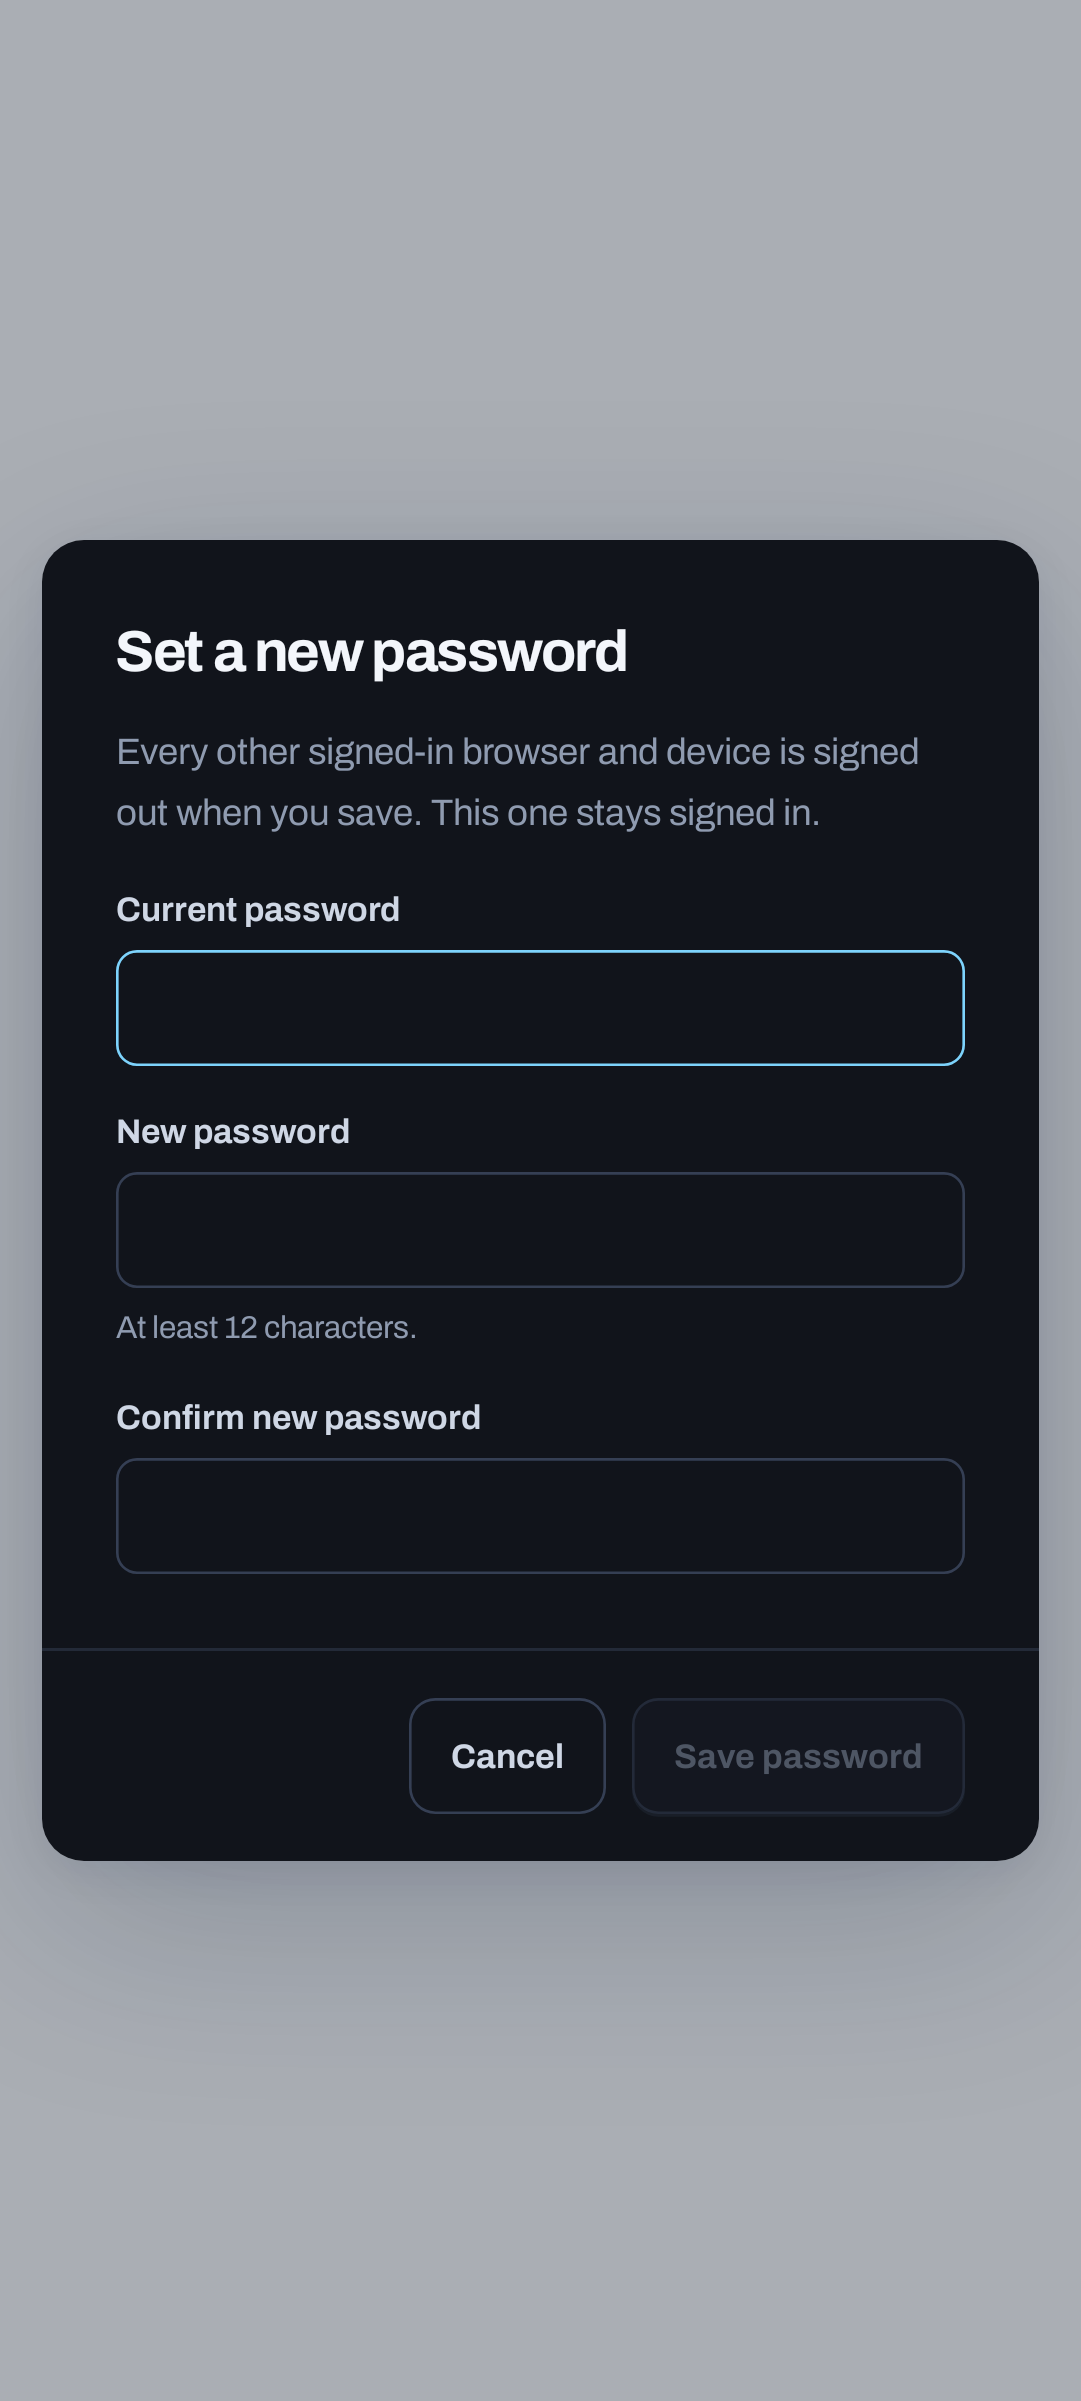 Set a new password
Every other signed-in browser and device is signed
out when you save. This one stays signed in.
Current password
New password
At least 12 characters.
Confirm new password
Cancel
Save password